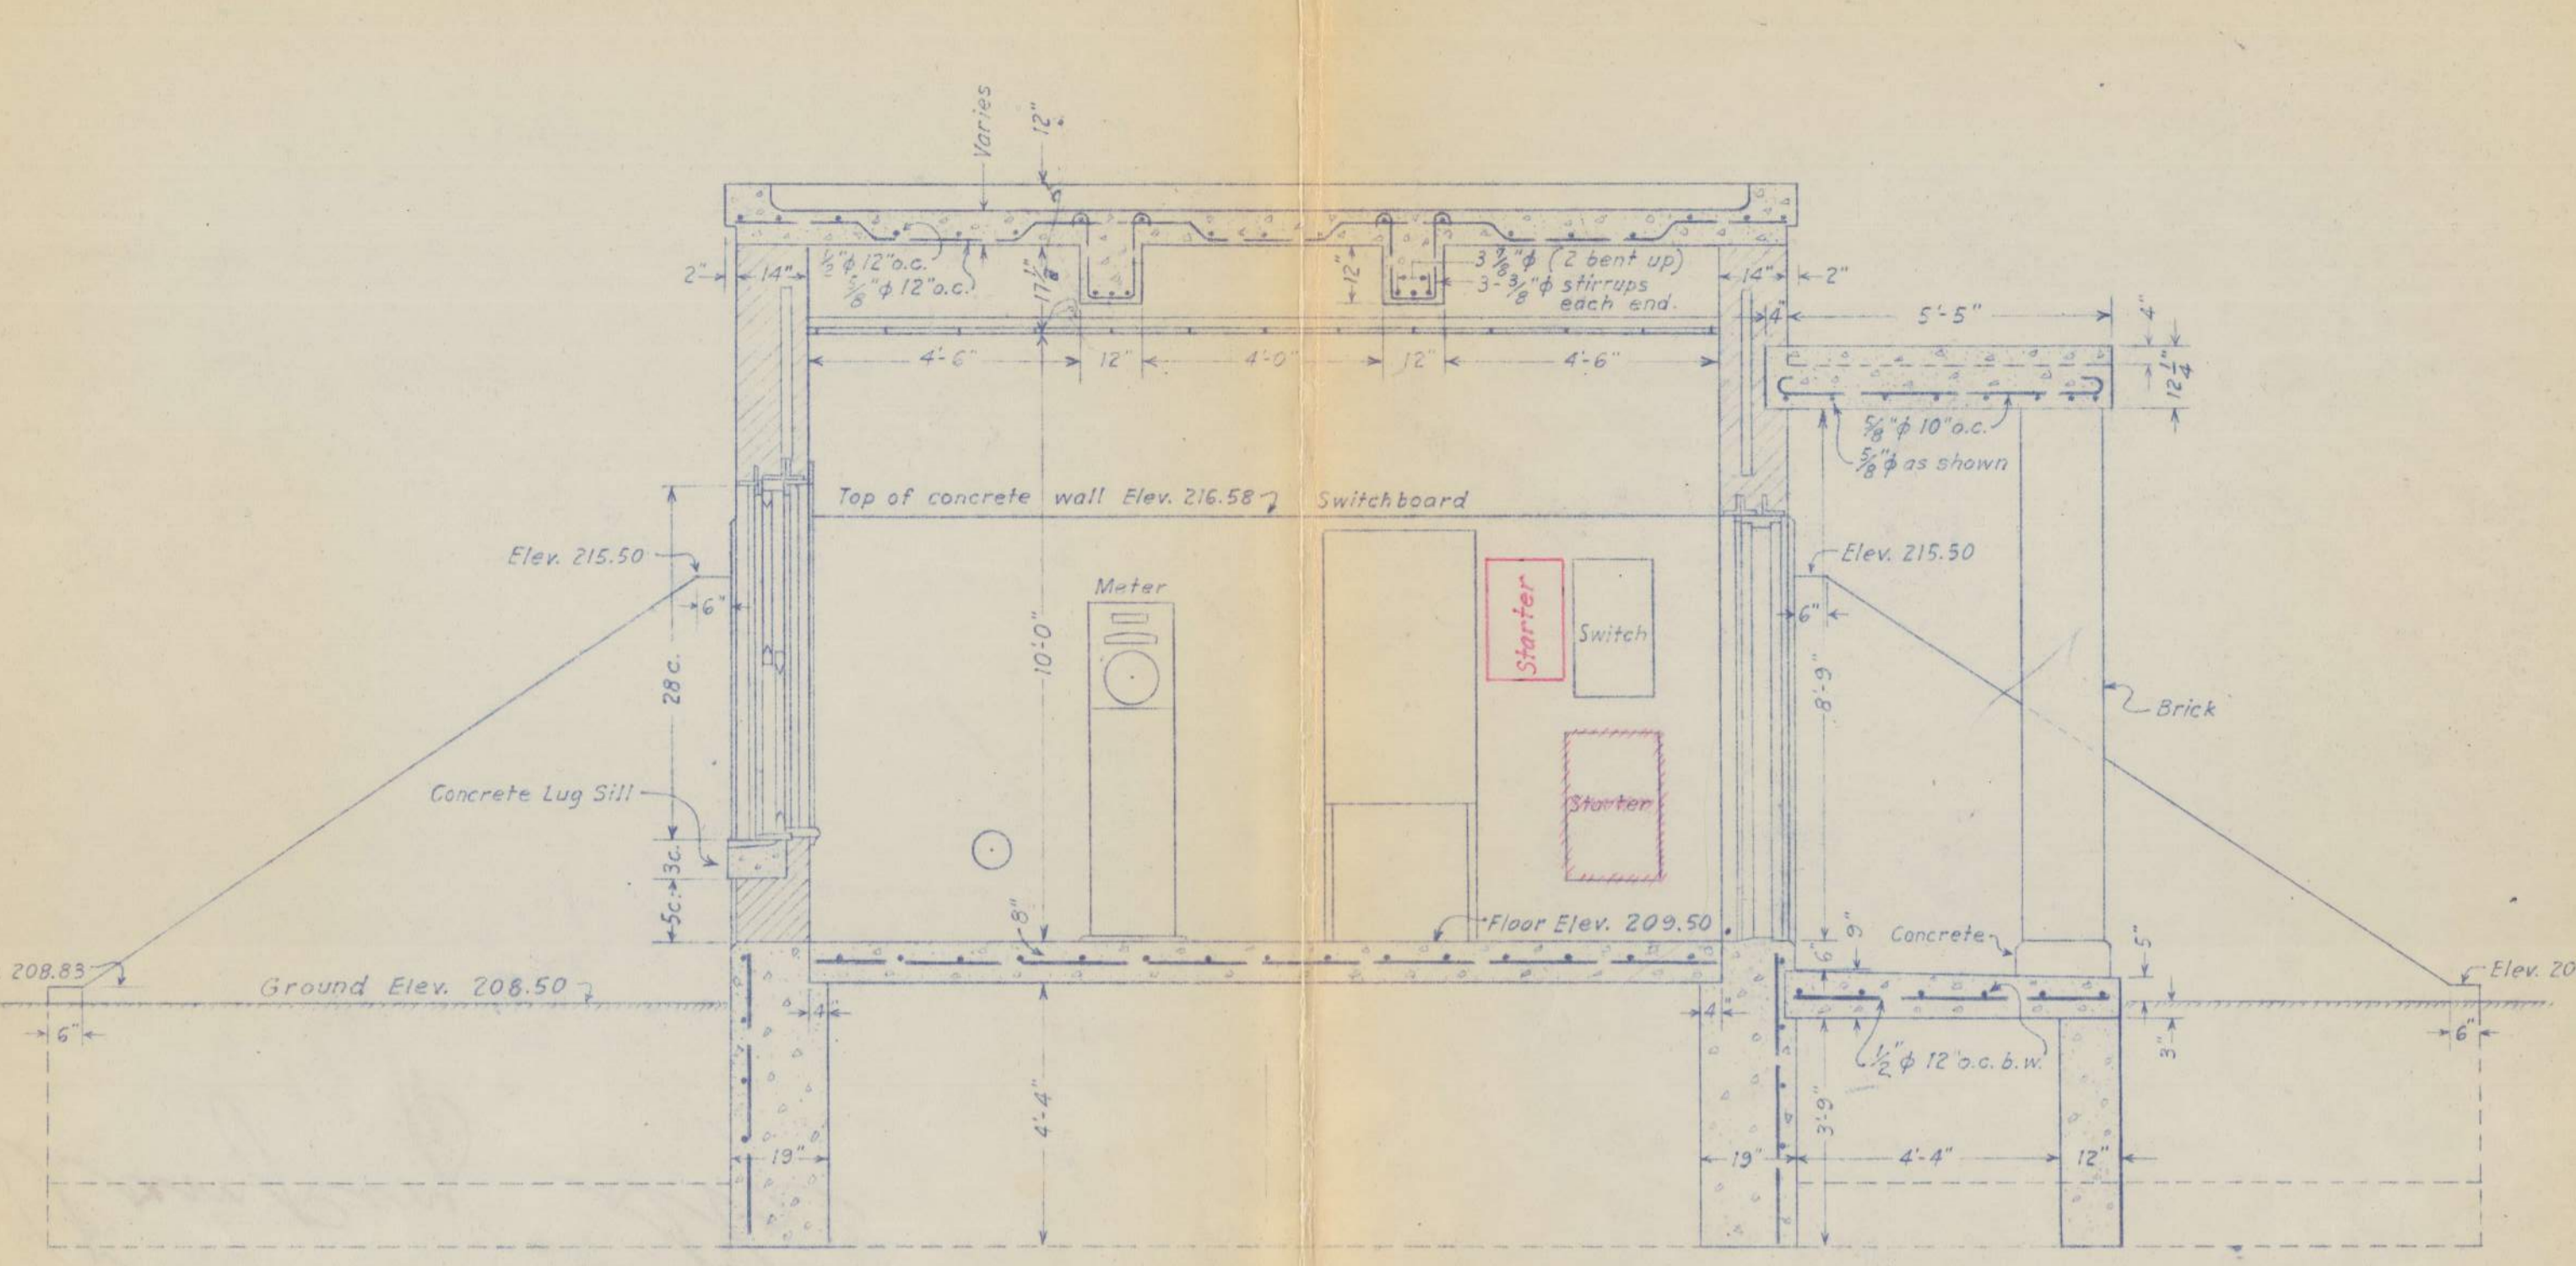 Varies
12"
2"
14"
1/2"φ 12"o.c.
5/8"φ 12"o.c.
12"
3 7/8"φ (2 bent up)
3-3/8"φ stirrups
each end.
14"
2"
4"
5'-5"
4"
12 1/4"
4'-6"
12"
4'-0"
12"
4'-6"
5/8"φ 10"o.c.
5/8"φ as shown
Top of concrete wall Elev. 216.58
Switchboard
Elev. 215.50
6"
Elev. 215.50
6"
Meter
Starter
Switch
10'-0"
28c.
8'-9"
Brick
Concrete Lug Sill
Starter
3c.
5c.
8"
Floor Elev. 209.50
6"
9"
Concrete
5"
208.83
Ground Elev. 208.50
Elev. 20
6"
4"
4"
1/2"φ 12"o.c. b.w.
3"
6"
4'-4"
3'-9"
19"
19"
4'-4"
12"